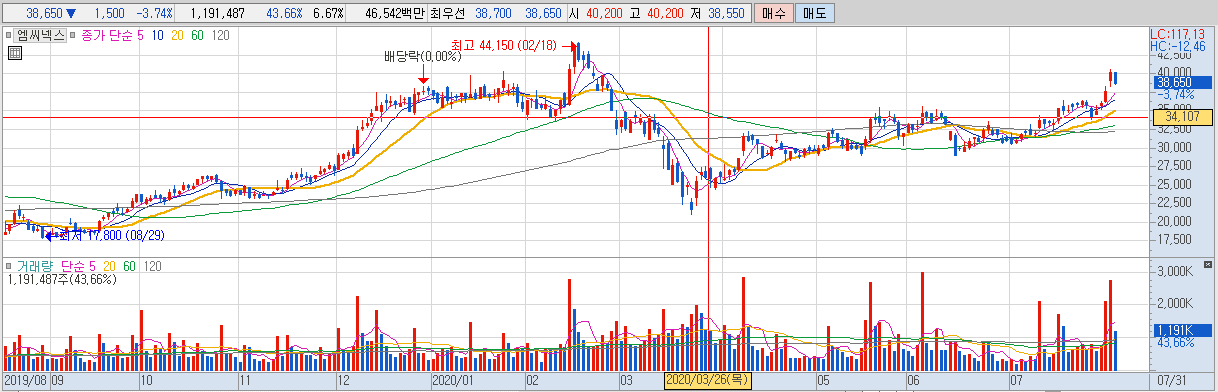 38,650 ▼ 1,500 -3.74% 1,191,487 43.66% 6.67% 46,542백만 최우선 38,700 38,650 시 40,200 고 40,200 저 38,550 매수 매도
엠씨넥스 종가 단순 5 10 20 60 120
LC:117.13
HC:-12.46
최고 44,150 (02/18)
배당락(0.00%)
42,500
40,000
38,650
-3.74%
35,000
34,107
32,500
30,000
27,500
25,000
22,500
20,000
17,500
최저 17,800 (08/29)
거래량 단순 5 20 60 120
1,191,487주(43.66%)
3,000K
2,000K
1,191K
43.66%
2019/08 09 10 11 12 2020/01 02 03 2020/03/26(목) 05 06 07 07/31